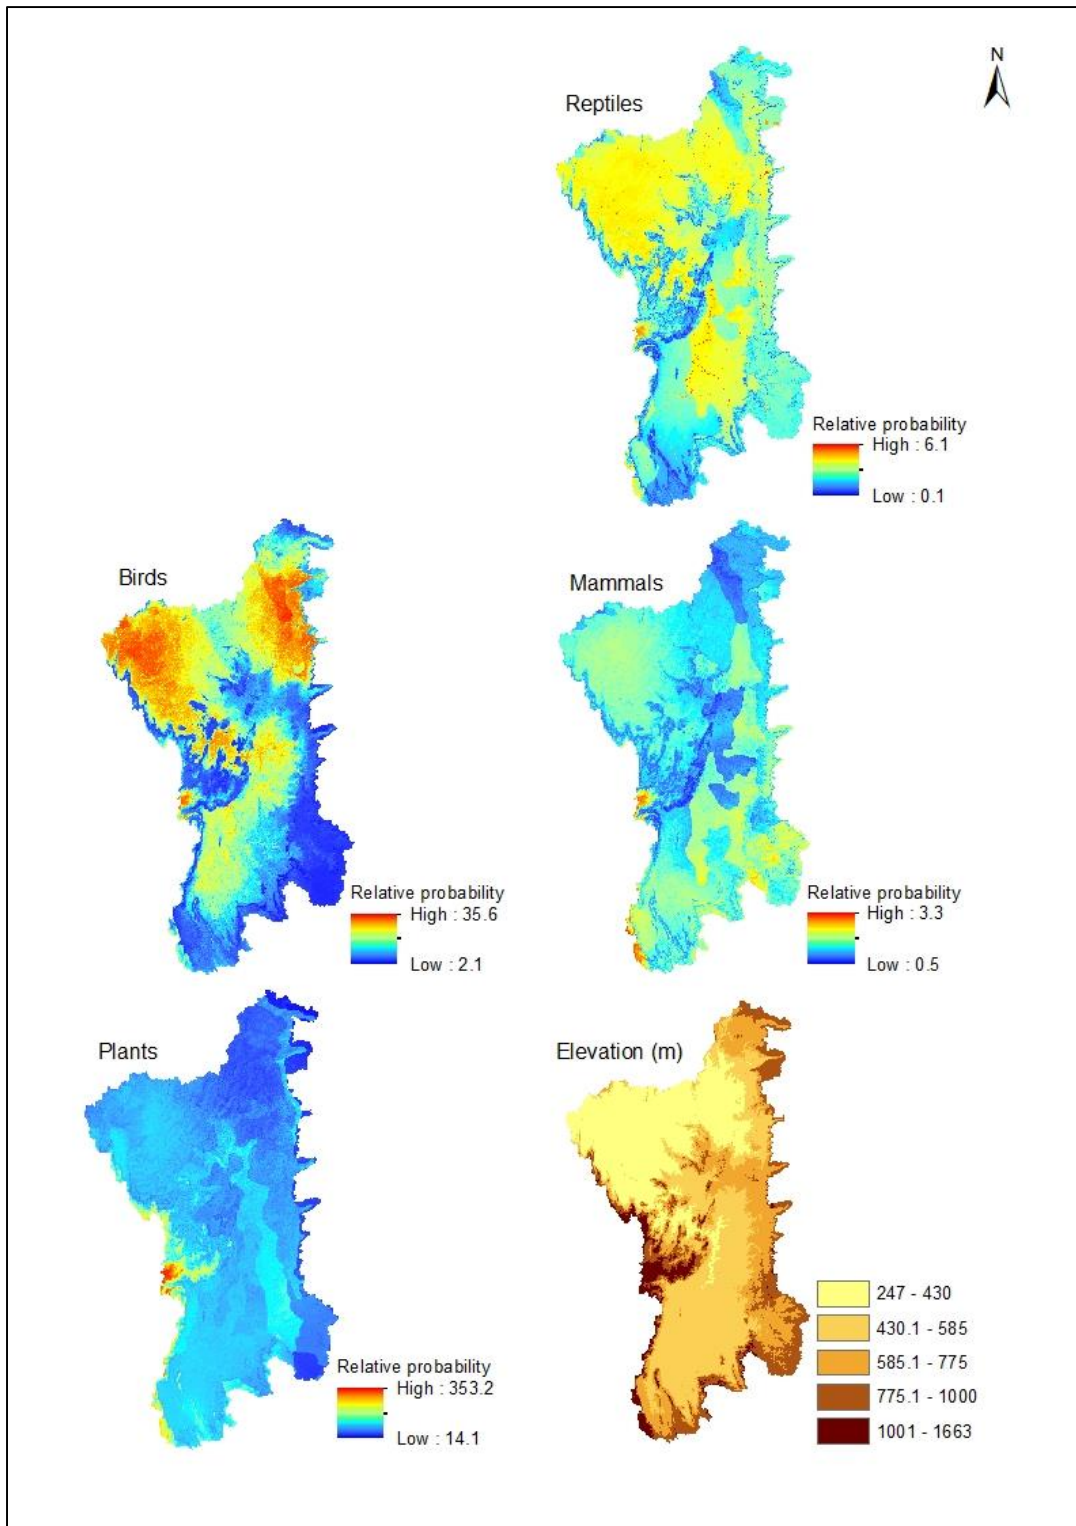 N
Reptiles
Relative probability
High : 6.1
Low : 0.1
Birds
Relative probability
High : 35.6
Low : 2.1
Mammals
Relative probability
High : 3.3
Low : 0.5
Plants
Relative probability
High : 353.2
Low : 14.1
Elevation (m)
247 - 430
430.1 - 585
585.1 - 775
775.1 - 1000
1001 - 1663